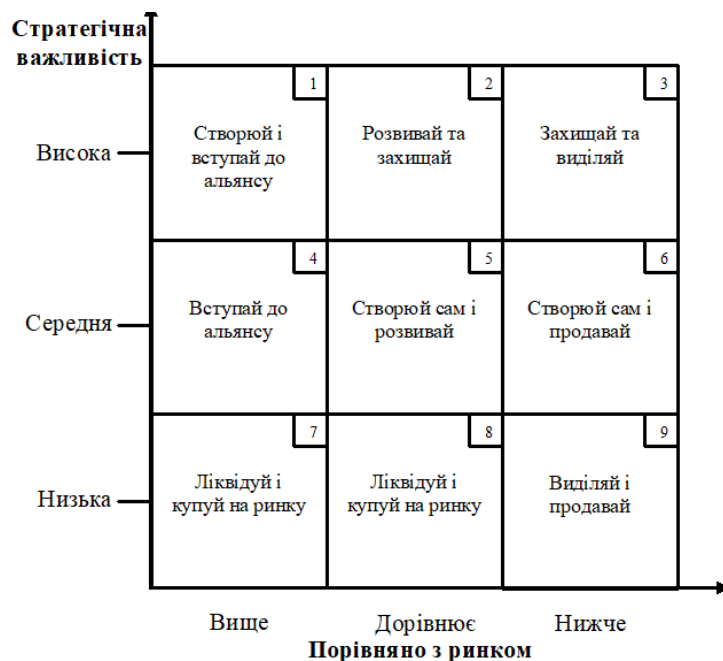 Стратегічна
важливість
1
2
3
Висока
Створюй і
вступай до
альянсу
Розвивай та
захищай
Захищай та
виділяй
4
5
6
Середня
Вступай до
альянсу
Створюй сам і
розвивай
Створюй сам і
продавай
7
8
9
Низька
Ліквідуй і
купуй на ринку
Ліквідуй і
купуй на ринку
Виділяй і
продавай
Вище
Дорівнює
Нижче
Порівняно з ринком